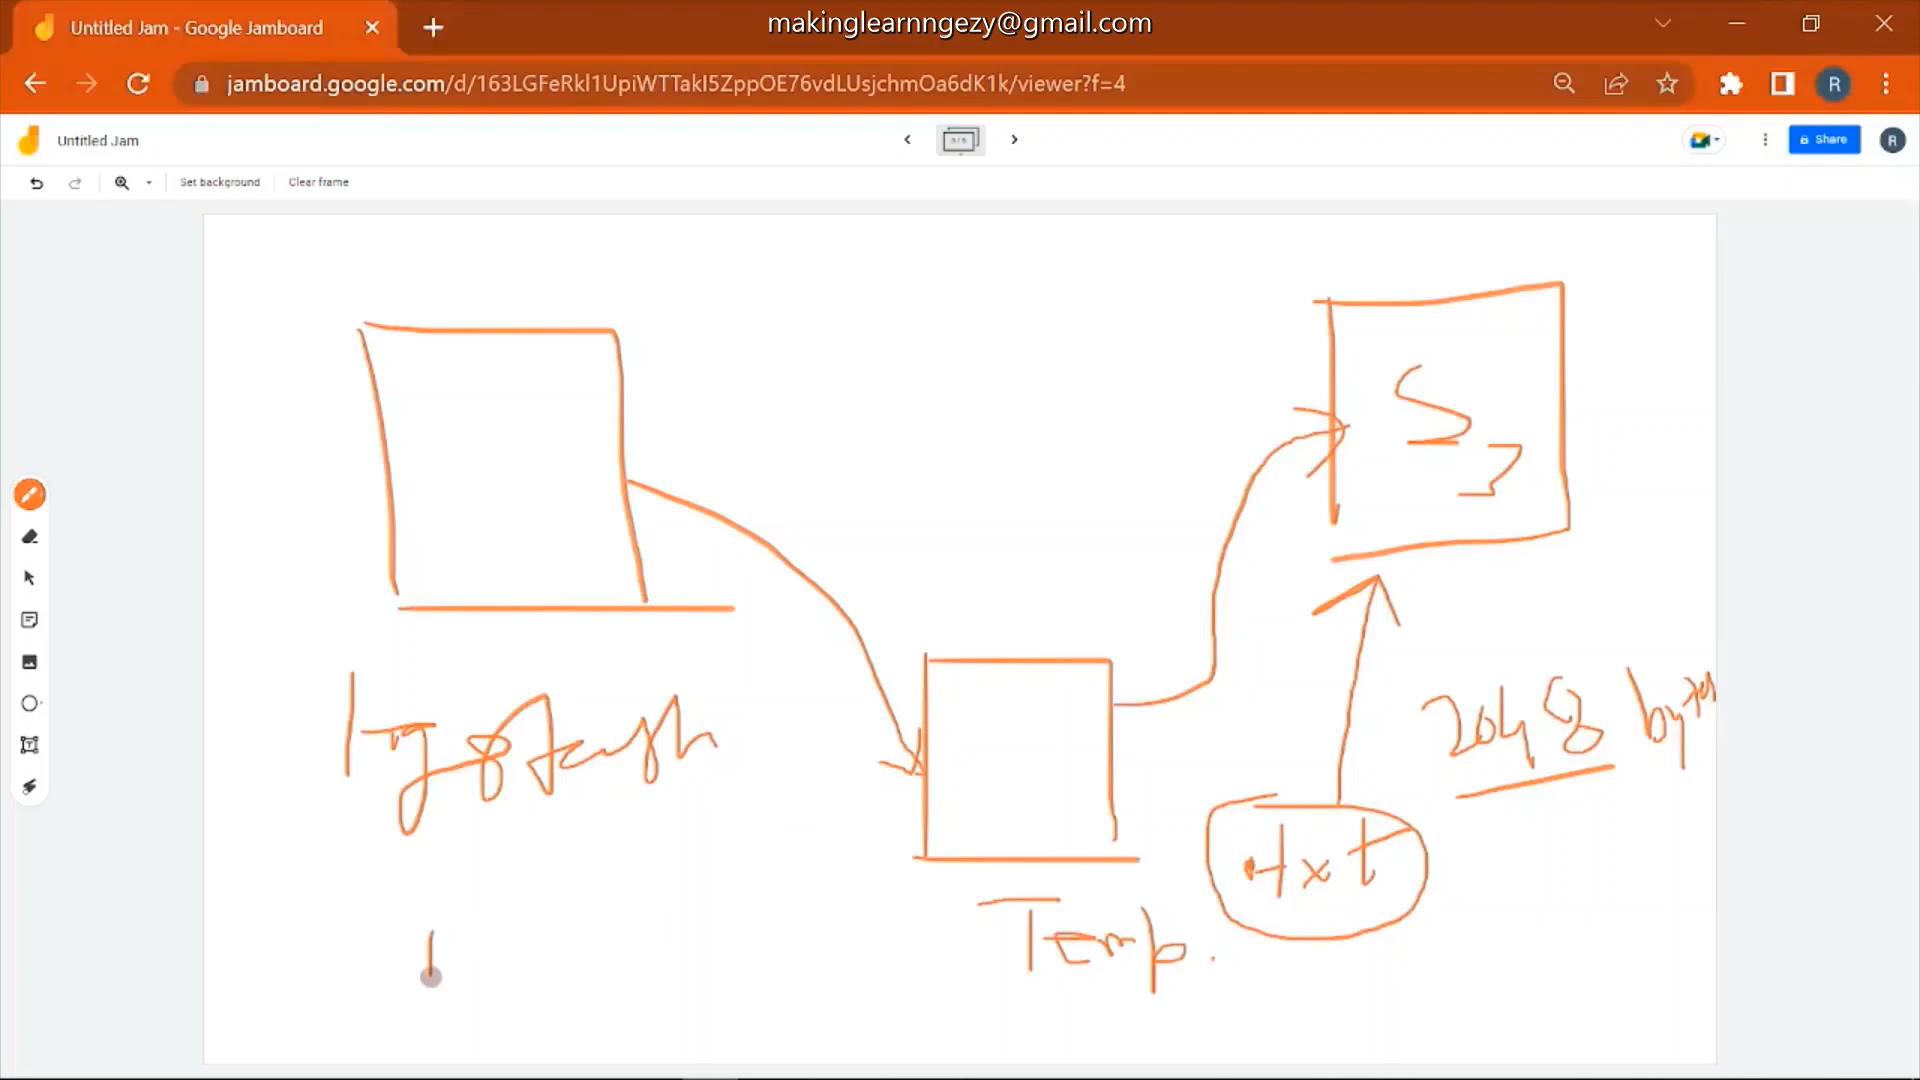 makinglearnngezy@gmail.com
Untitled Jam - Google Jamboard
jamboard.google.com/d/163LGFeRkl1UpiWTTakI5ZppOE76vdLUsjchmOa6dK1k/viewer?f=4
R
Untitled Jam
Share
R
Set background
Clear frame
S3
Logstash
2048 bytes
.txt
Temp.